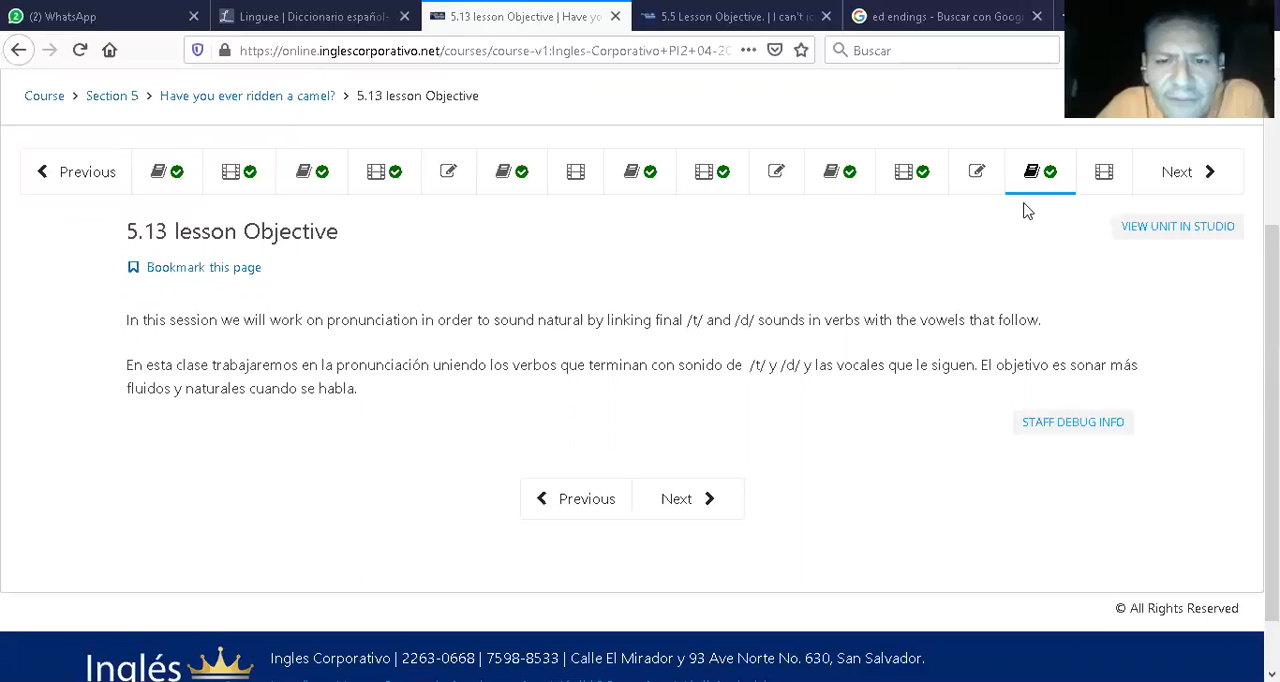 (2) WhatsApp
Linguee | Diccionario español-
5.13 lesson Objective | Have yo
5.5 Lesson Objective. | I can't i
ed endings - Buscar con Goog
https://online.inglescorporativo.net/courses/course-v1:Ingles-Corporativo+PI2+04-20
Buscar
Course > Section 5 > Have you ever ridden a camel? > 5.13 lesson Objective
Previous
Next
5.13 lesson Objective
VIEW UNIT IN STUDIO
Bookmark this page
In this session we will work on pronunciation in order to sound natural by linking final /t/ and /d/ sounds in verbs with the vowels that follow.
En esta clase trabajaremos en la pronunciación uniendo los verbos que terminan con sonido de /t/ y /d/ y las vocales que le siguen. El objetivo es sonar más
fluidos y naturales cuando se habla.
STAFF DEBUG INFO
Previous
Next
© All Rights Reserved
Inglés
Ingles Corporativo | 2263-0668 | 7598-8533 | Calle El Mirador y 93 Ave Norte No. 630, San Salvador.